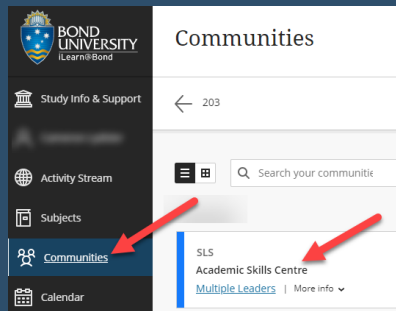 BOND
UNIVERSITY
iLearn@Bond
Study Info & Support
Activity Stream
Subjects
Communities
Calendar
Communities
203
Search your communitie
SLS
Academic Skills Centre
Multiple Leaders | More info